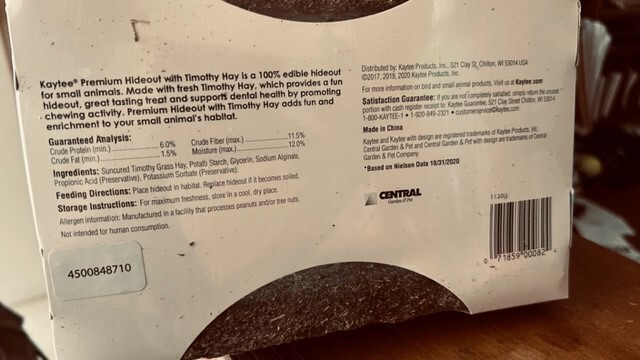 Kaytee® Premium Hideout with Timothy Hay is a 100% edible hideout
for small animals. Made with fresh Timothy Hay, which provides a fun
hideout, great tasting treat and supports dental health by promoting
chewing activity. Premium Hideout with Timothy Hay adds fun and
enrichment to your small animal's habitat.
Guaranteed Analysis:
Crude Protein (min.) 6.0%
Crude Fat (min.) 1.5%
Crude Fiber (max.) 11.5%
Moisture (max.) 12.0%
Ingredients: Suncured Timothy Grass Hay, Potato Starch, Glycerin, Sodium Alginate,
Propionic Acid (Preservative), Potassium Sorbate (Preservative).
Feeding Directions: Place hideout in habitat. Replace hideout if it becomes soiled.
Storage Instructions: For maximum freshness, store in a cool, dry place.
Allergen information: Manufactured in a facility that processes peanuts and/or tree nuts.
Not intended for human consumption.
4500848710
Distributed by: Kaytee Products, Inc., 521 Clay St, Chilton, WI 53014 USA
©2017, 2019, 2020 Kaytee Products, Inc.
For more information on bird and small animal products, Visit us at Kaytee.com
Satisfaction Guarantee: If you are not completely satisfied, simply return the unused
portion with cash register receipt to: Kaytee Guarantee, 521 Clay Street Chilton, WI 53014
1-800-KAYTEE-1 • 1-920-849-2321 • customerservice@kaytee.com
Made in China
Kaytee and Kaytee with design are registered trademarks of Kaytee Products, Inc.
Central Garden & Pet and Central Garden & Pet with design are trademarks of Central
Garden & Pet Company.
*Based on Nielsen Data 10/31/2020
CENTRAL
Garden & Pet
1120jj
0 71859 00082